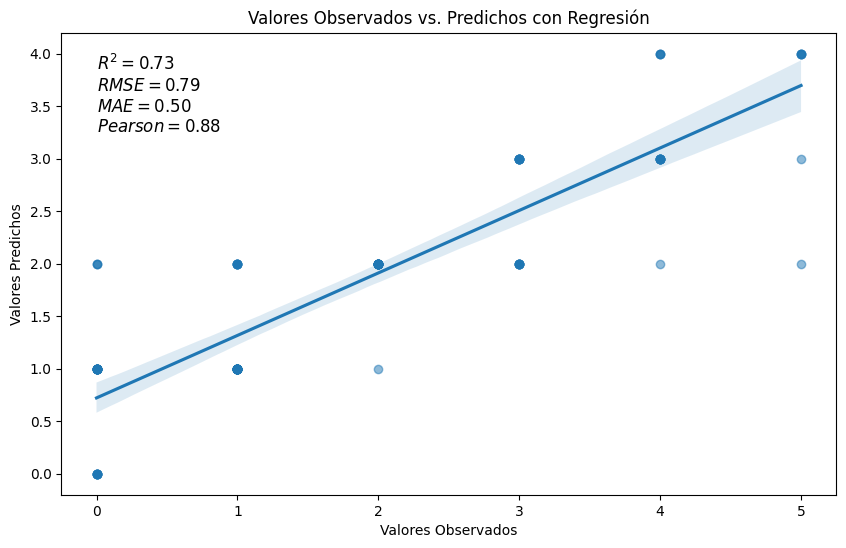 Valores Observados vs. Predichos con Regresión
R² = 0.73
RMSE = 0.79
MAE = 0.50
Pearson = 0.88
Valores Predichos
4.0
3.5
3.0
2.5
2.0
1.5
1.0
0.5
0.0
0 1 2 3 4 5
Valores Observados